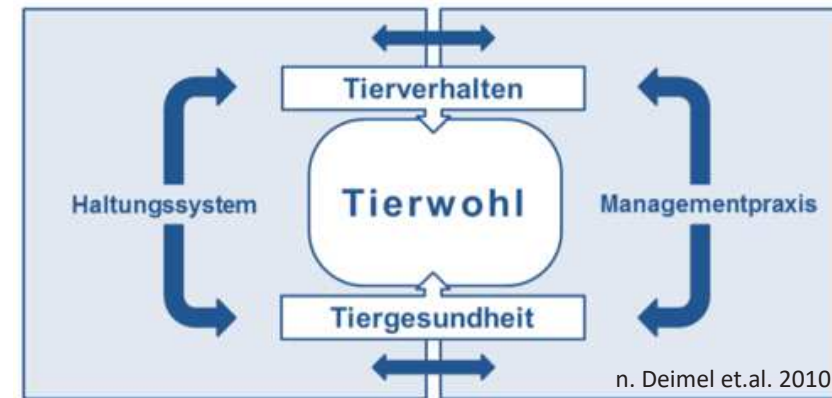 Tierverhalten
Haltungssystem
Tierwohl
Managementpraxis
Tiergesundheit
n. Deimel et.al. 2010